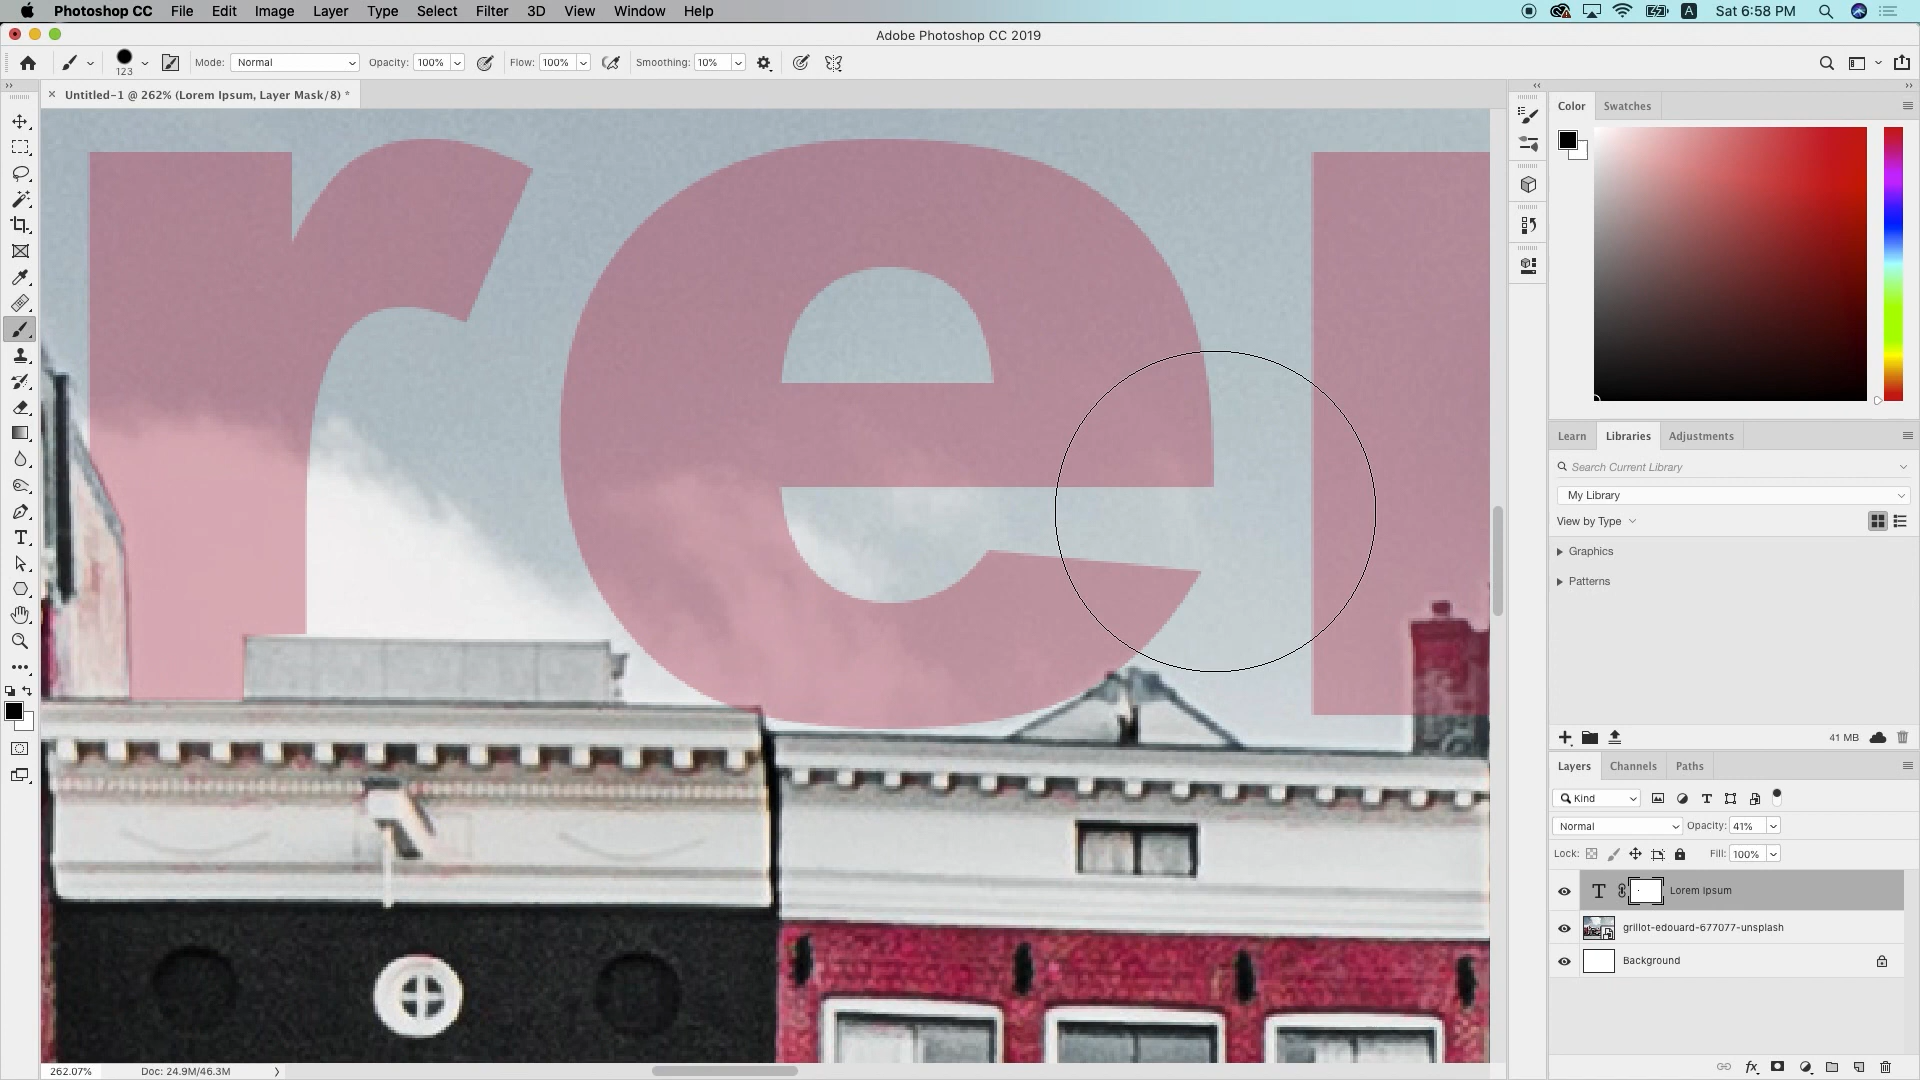 Photoshop CC File Edit Image Layer Type Select Filter 3D View Window Help
A Sat 6:58 PM
Adobe Photoshop CC 2019
123 Mode: Normal Opacity: 100% Flow: 100% Smoothing: 10%
Untitled-1 @ 262% (Lorem Ipsum, Layer Mask/8) *
re
Color Swatches
Learn Libraries Adjustments
Search Current Library
My Library
View by Type
Graphics
Patterns
41 MB
Layers Channels Paths
Kind
Normal Opacity: 41%
Lock: Fill: 100%
Lorem Ipsum
grillot-edouard-677077-unsplash
Background
fx
262.07% Doc: 24.9M/46.3M